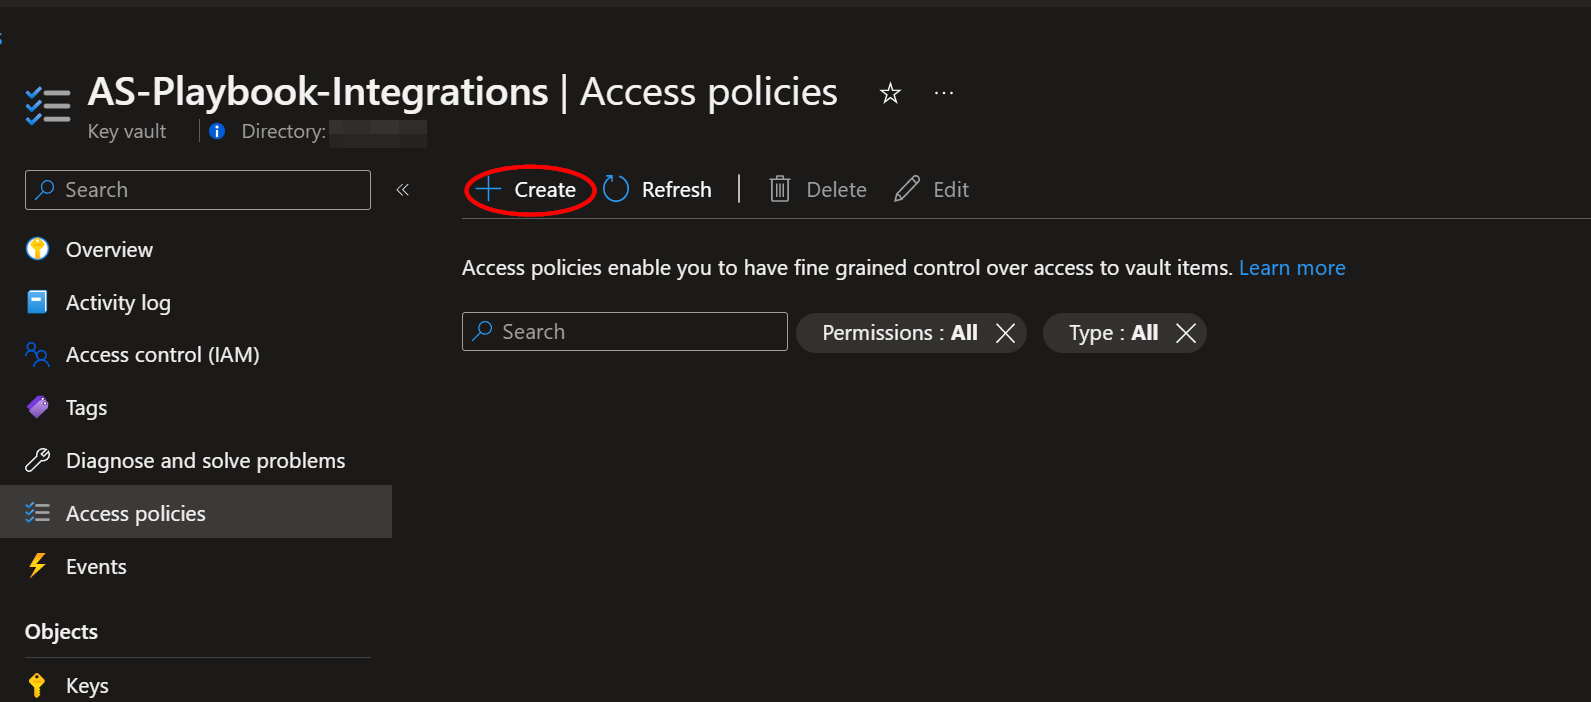 AS-Playbook-Integrations | Access policies
Key vault
Directory:
Search
Create
Refresh
Delete
Edit
Overview
Activity log
Access control (IAM)
Tags
Diagnose and solve problems
Access policies
Events
Objects
Keys
Access policies enable you to have fine grained control over access to vault items. Learn more
Search
Permissions : All
Type : All